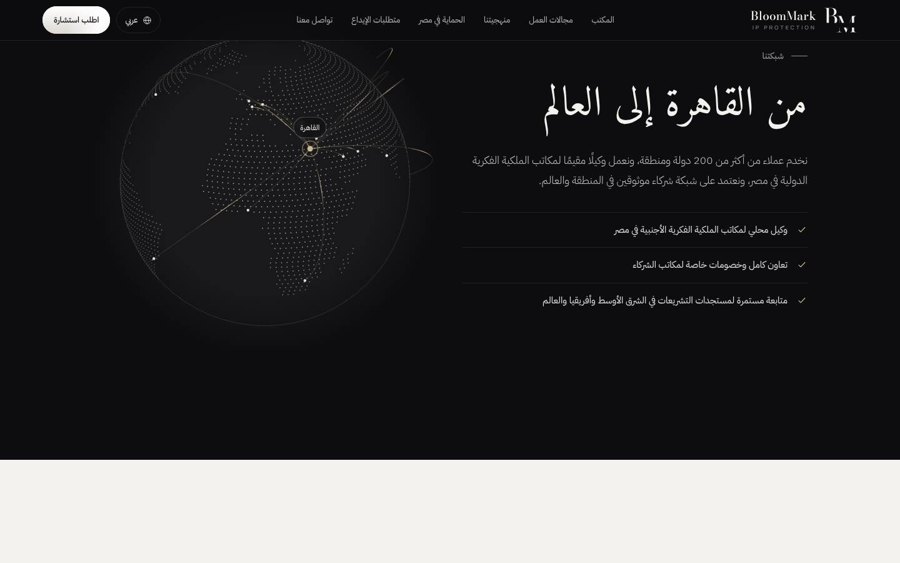 BM
BloomMark
IP PROTECTION
المكتب
مجالات العمل
منهجيتنا
الحماية في مصر
متطلبات الإيداع
تواصل معنا
عربي
اطلب استشارة
شبكتنا
من القاهرة إلى العالم
نخدم عملاء من أكثر من 200 دولة ومنطقة، ونعمل وكيلًا مقيمًا لمكاتب الملكية الفكرية
الدولية في مصر، ونعتمد على شبكة شركاء موثوقين في المنطقة والعالم.
وكيل محلي لمكاتب الملكية الفكرية الأجنبية في مصر
تعاون كامل وخصومات خاصة لمكاتب الشركاء
متابعة مستمرة لمستجدات التشريعات في الشرق الأوسط وأفريقيا والعالم
القاهرة